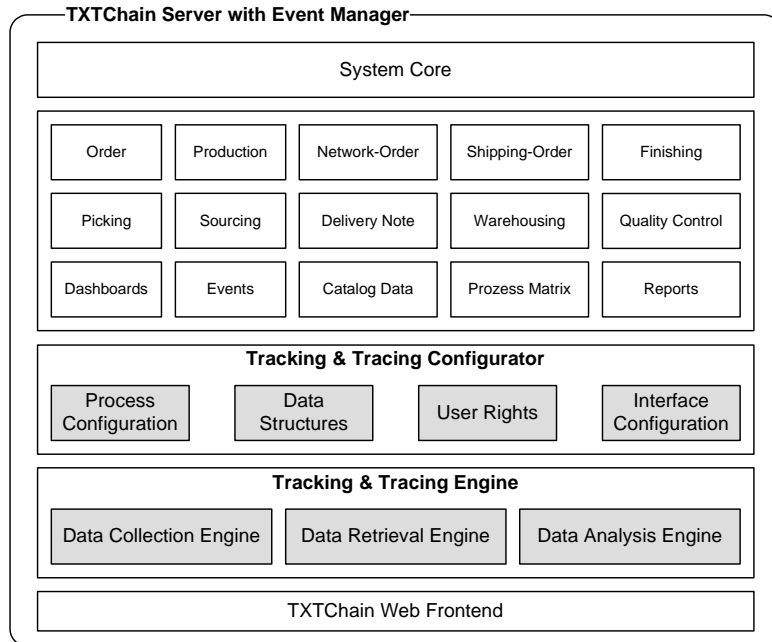 TXTChain Server with Event Manager
System Core
Order
Production
Network-Order
Shipping-Order
Finishing
Picking
Sourcing
Delivery Note
Warehousing
Quality Control
Dashboards
Events
Catalog Data
Prozess Matrix
Reports
Tracking & Tracing Configurator
Process
Configuration
Data
Structures
User Rights
Interface
Configuration
Tracking & Tracing Engine
Data Collection Engine
Data Retrieval Engine
Data Analysis Engine
TXTChain Web Frontend